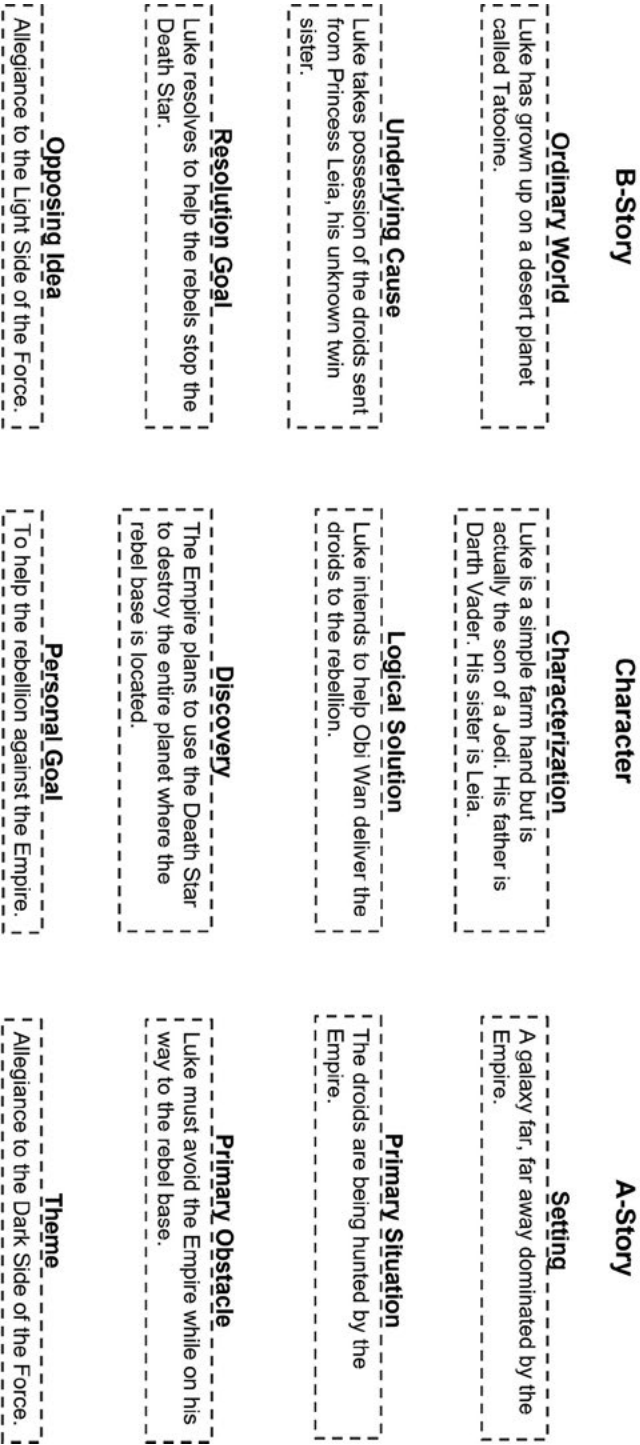 B-Story
Character
A-Story
Ordinary World
Luke has grown up on a desert planet
called Tatooine.
Characterization
Luke is a simple farm hand but is
actually the son of a Jedi. His father is
Darth Vader. His sister is Leia.
Setting
A galaxy far, far away dominated by the
Empire.
Underlying Cause
Luke takes possession of the droids sent
from Princess Leia, his unknown twin
sister.
Logical Solution
Luke intends to help Obi Wan deliver the
droids to the rebellion.
Primary Situation
The droids are being hunted by the
Empire.
Resolution Goal
Luke resolves to help the rebels stop the
Death Star.
Discovery
The Empire plans to use the Death Star
to destroy the entire planet where the
rebel base is located.
Primary Obstacle
Luke must avoid the Empire while on his
way to the rebel base.
Opposing Idea
Allegiance to the Light Side of the Force.
Personal Goal
To help the rebellion against the Empire.
Theme
Allegiance to the Dark Side of the Force.